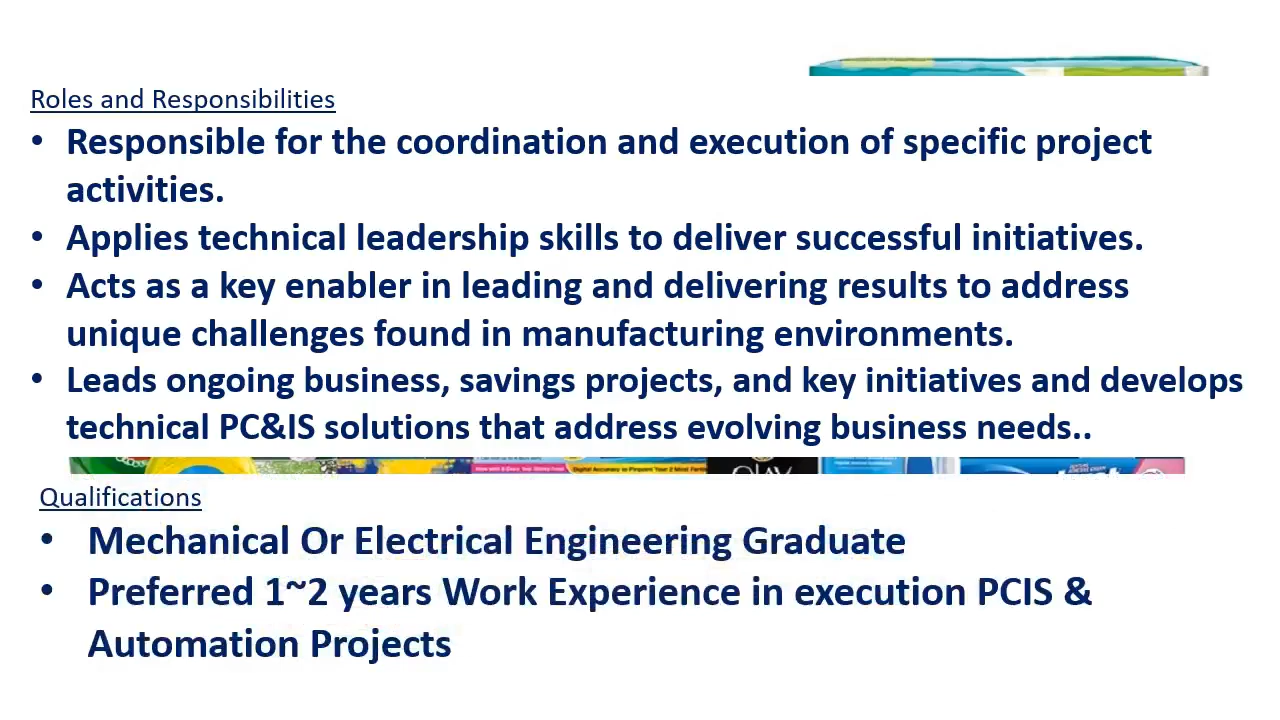 Roles and Responsibilities
• Responsible for the coordination and execution of specific project
activities.
• Applies technical leadership skills to deliver successful initiatives.
• Acts as a key enabler in leading and delivering results to address
unique challenges found in manufacturing environments.
• Leads ongoing business, savings projects, and key initiatives and develops
technical PC&IS solutions that address evolving business needs..
OLAY
Qualifications
• Mechanical Or Electrical Engineering Graduate
• Preferred 1~2 years Work Experience in execution PCIS &
Automation Projects